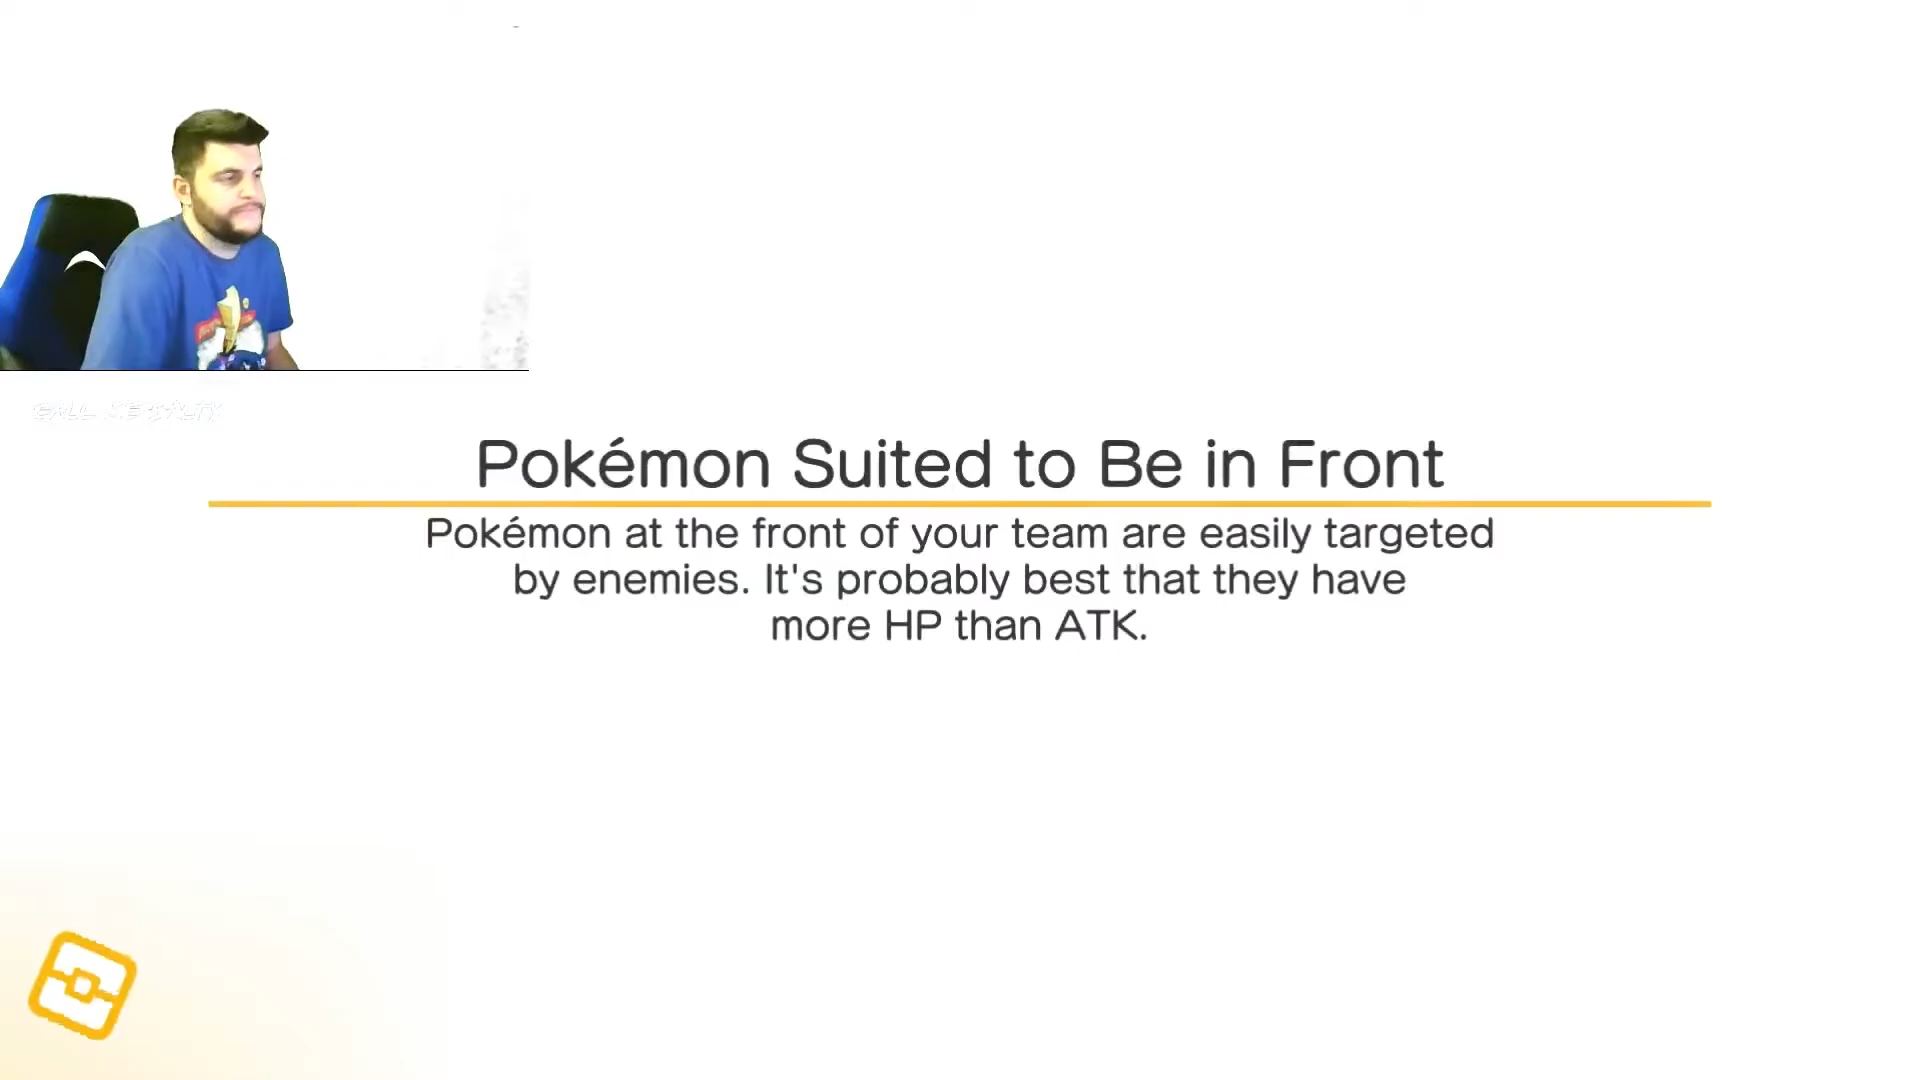 Pokémon Suited to Be in Front
Pokémon at the front of your team are easily targeted
by enemies. It's probably best that they have
more HP than ATK.